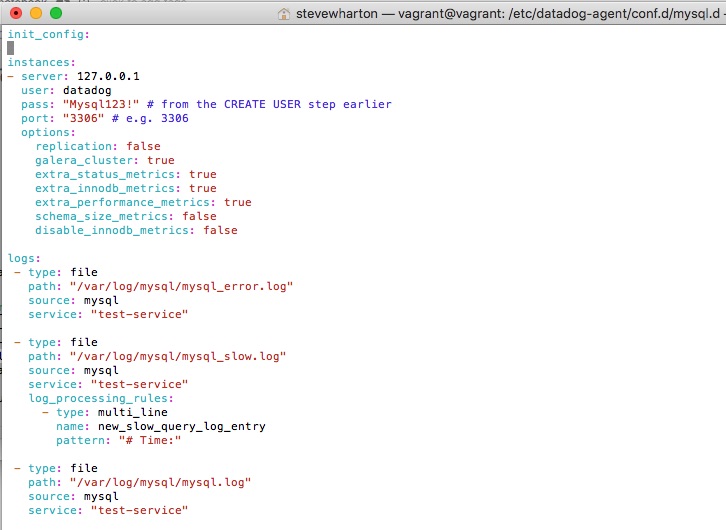 stevewharton — vagrant@vagrant: /etc/datadog-agent/conf.d/mysql.d -
init_config:
instances:
- server: 127.0.0.1
user: datadog
pass: "Mysql123!" # from the CREATE USER step earlier
port: "3306" # e.g. 3306
options:
replication: false
galera_cluster: true
extra_status_metrics: true
extra_innodb_metrics: true
extra_performance_metrics: true
schema_size_metrics: false
disable_innodb_metrics: false
logs:
- type: file
path: "/var/log/mysql/mysql_error.log"
source: mysql
service: "test-service"
- type: file
path: "/var/log/mysql/mysql_slow.log"
source: mysql
service: "test-service"
log_processing_rules:
- type: multi_line
name: new_slow_query_log_entry
pattern: "# Time:"
- type: file
path: "/var/log/mysql/mysql.log"
source: mysql
service: "test-service"